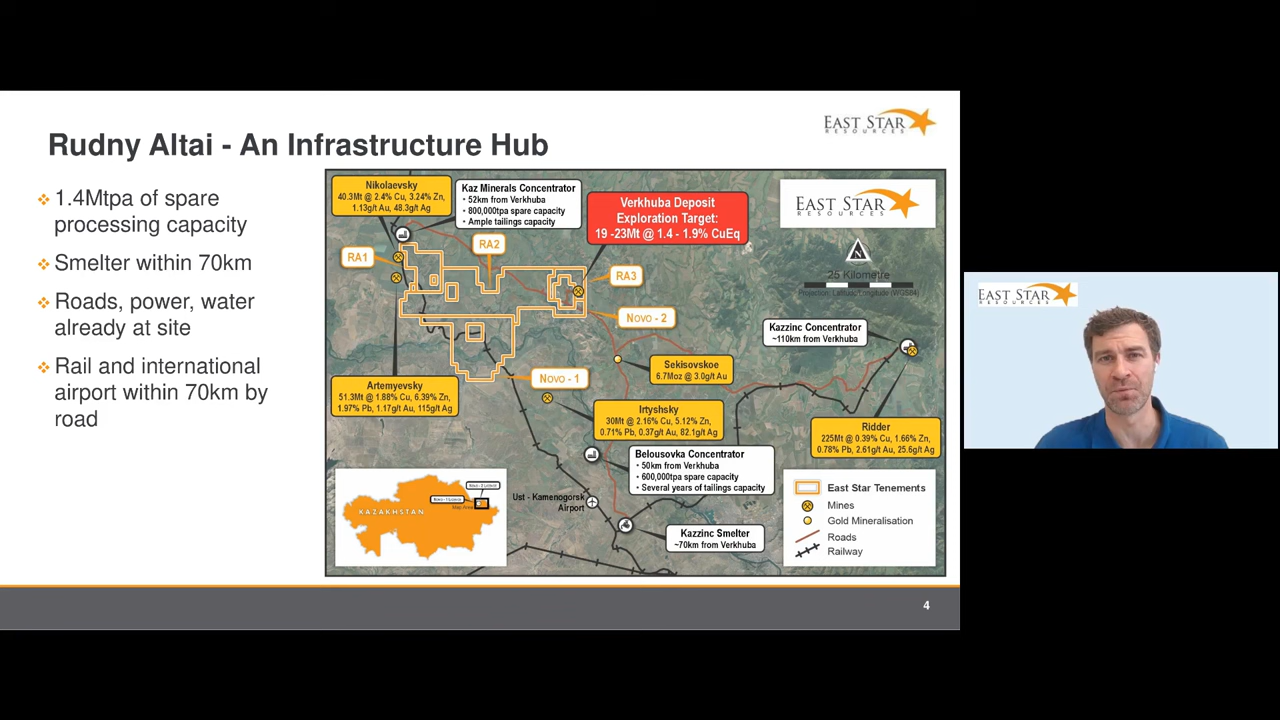 EAST STAR
RESOURCES
Rudny Altai - An Infrastructure Hub
1.4Mtpa of spare
processing capacity
Smelter within 70km
Roads, power, water
already at site
Rail and international
airport within 70km by
road
Nikolaevsky
40.3Mt @ 2.4% Cu, 3.24% Zn,
1.13g/t Au, 48.3g/t Ag
Kaz Minerals Concentrator
• 52km from Verkhuba
• 800,000tpa spare capacity
• Ample tailings capacity
Verkhuba Deposit
Exploration Target:
19 -23Mt @ 1.4 - 1.9% CuEq
EAST STAR
RESOURCES
RA1
RA2
RA3
25 Kilometre
Projection: Latitude/Longitude (WGS84)
NOVO - 2
Kazzinc Concentrator
~110km from Verkhuba
Sekisovskoe
6.7Moz @ 3.0g/t Au
NOVO - 1
Artemyevsky
51.3Mt @ 1.88% Cu, 6.39% Zn,
1.97% Pb, 1.17g/t Au, 115g/t Ag
Irtyshsky
30Mt @ 2.16% Cu, 5.12% Zn,
0.71% Pb, 0.37g/t Au, 82.1g/t Ag
Ridder
225Mt @ 0.39% Cu, 1.66% Zn,
0.78% Pb, 2.61g/t Au, 25.6g/t Ag
Belousovka Concentrator
• 50km from Verkhuba
• 600,000tpa spare capacity
• Several years of tailings capacity
Ust - Kamenogorsk
Airport
Kazzinc Smelter
~70km from Verkhuba
KAZAKHSTAN
East Star Tenements
Mines
Gold Mineralisation
Roads
Railway
4
EAST STAR
RESOURCES